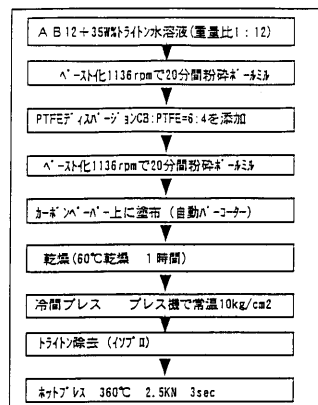 ＡＢ12＋35W%トライトン水溶液(重量比1：12)
ペースト化1136rpmで20分間粉砕ボールミル
PTFEディスパージョンCB:PTFE=6:4を添加
ペースト化1136rpmで20分間粉砕ボールミル
カーボンペーパー上に塗布（自動バーコーター）
乾燥(60℃乾燥　1時間)
冷間プレス　プレス機で常温10kg/cm2
トライトン除去（イソプロ）
ホットプレス　360℃　2.5KN　3sec